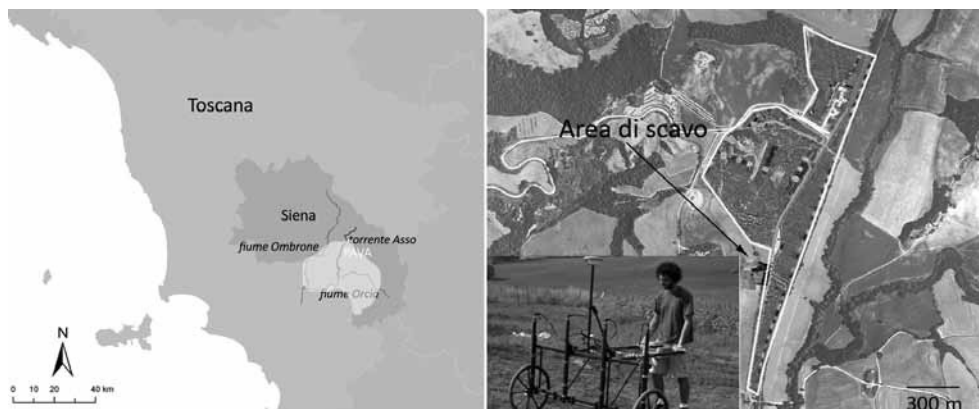 Toscana
Siena
fiume Ombrone
torrente Asso
PAVA
fiume Orcia
N
0 10 20 40 km
Area di scavo
300 m